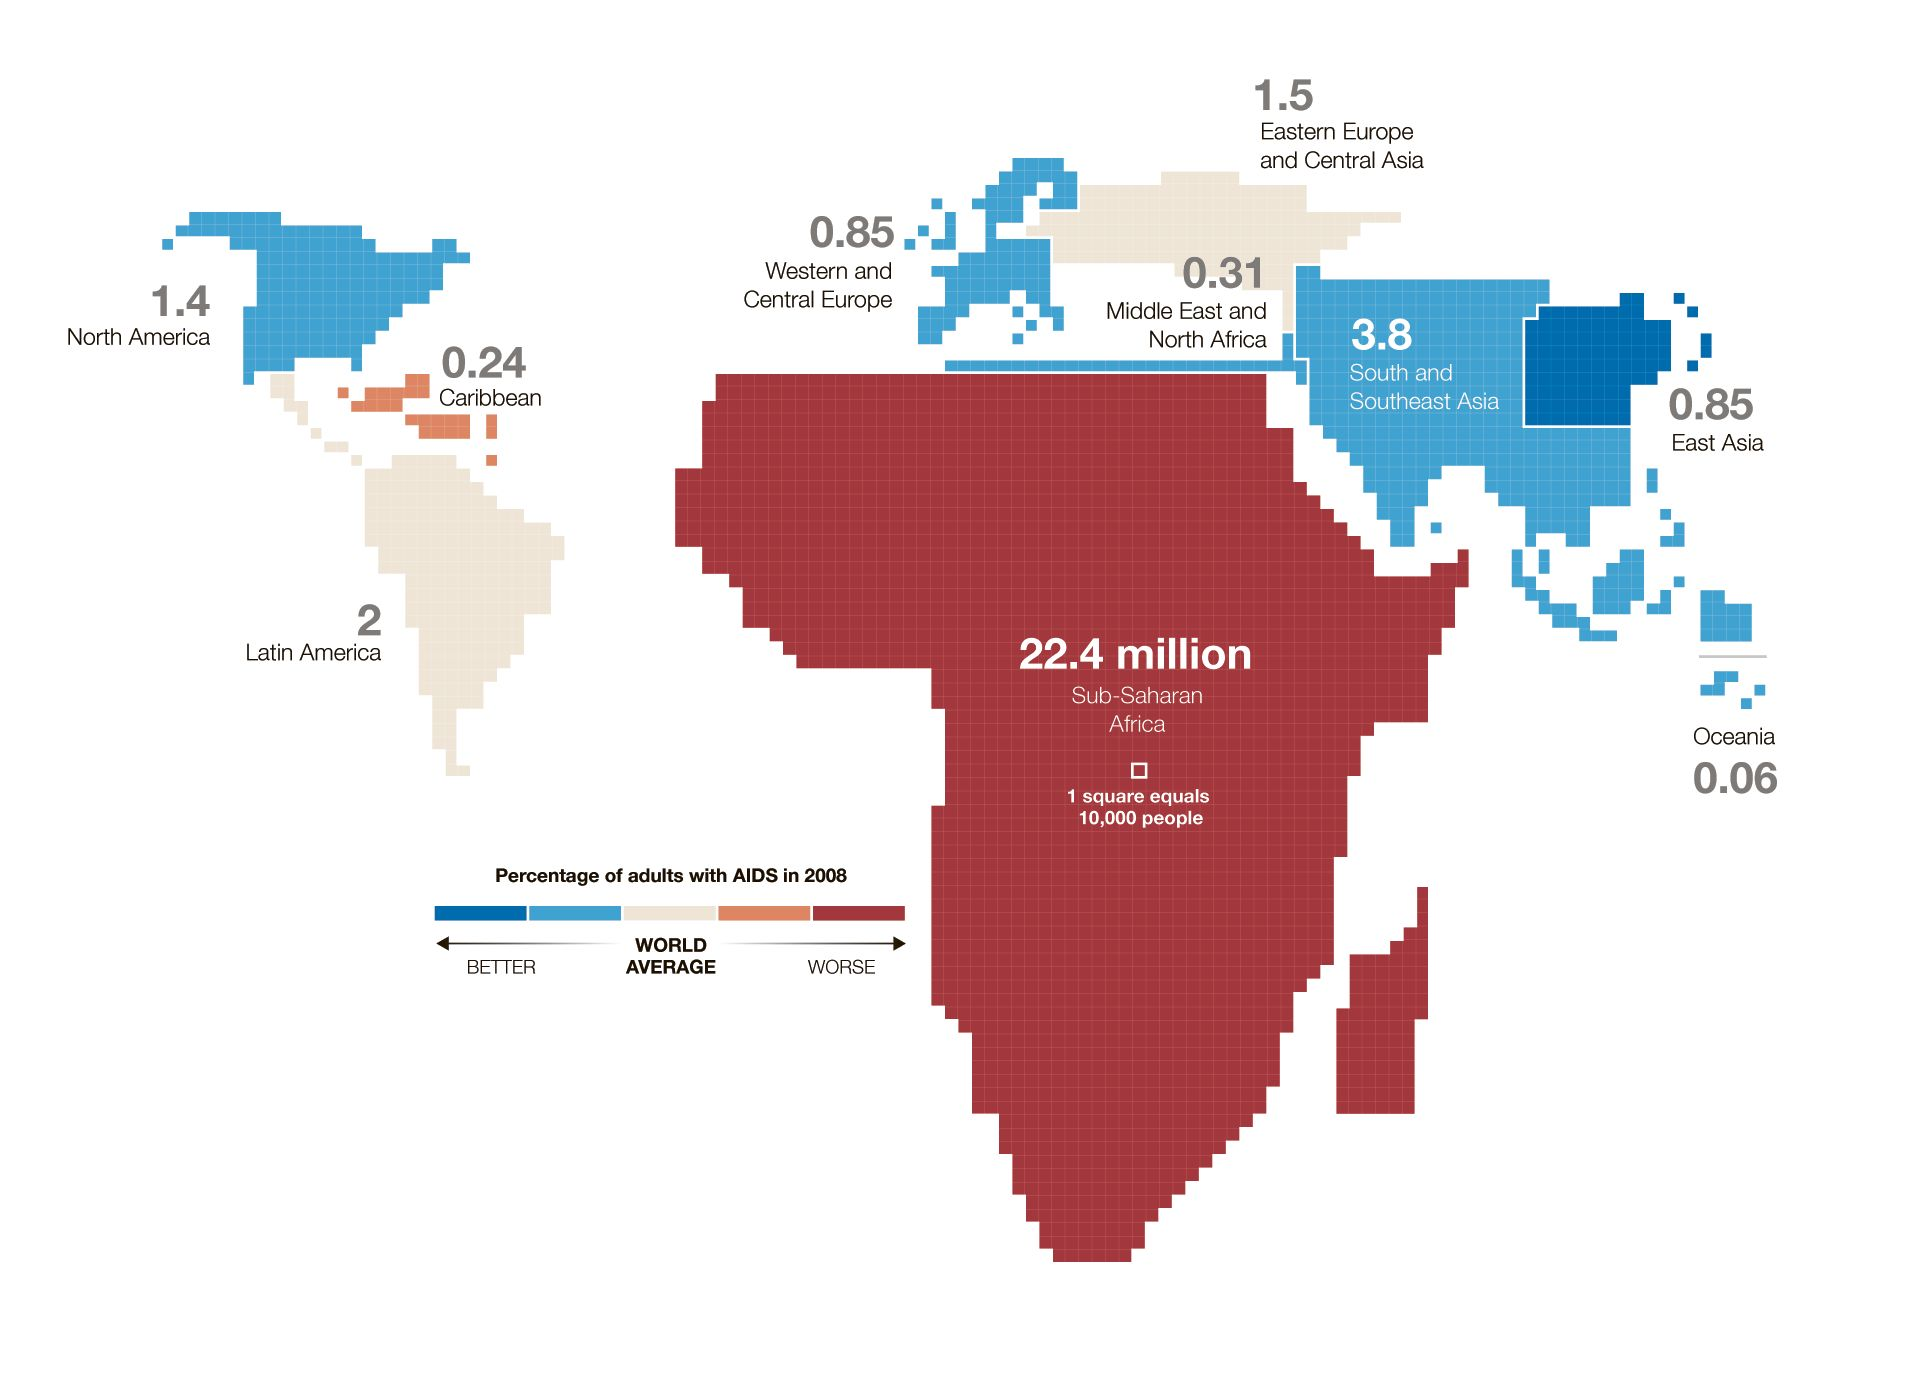 1.5
Eastern Europe
and Central Asia
0.85
Western and
Central Europe
0.31
Middle East and
North Africa
1.4
North America
0.24
Caribbean
3.8
South and
Southeast Asia
0.85
East Asia
2
Latin America
22.4 million
Sub-Saharan
Africa
1 square equals
10,000 people
Oceania
0.06
Percentage of adults with AIDS in 2008
WORLD
AVERAGE
BETTER
WORSE